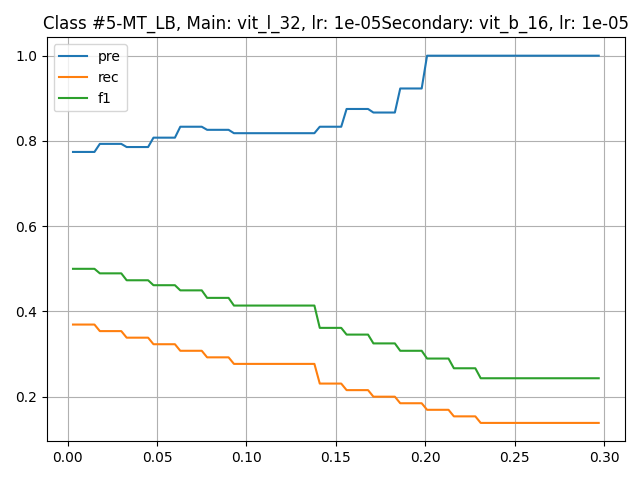 Class #5-MT_LB, Main: vit_l_32, lr: 1e-05Secondary: vit_b_16, lr: 1e-05
pre
rec
f1
1.0
0.8
0.6
0.4
0.2
0.00 0.05 0.10 0.15 0.20 0.25 0.30